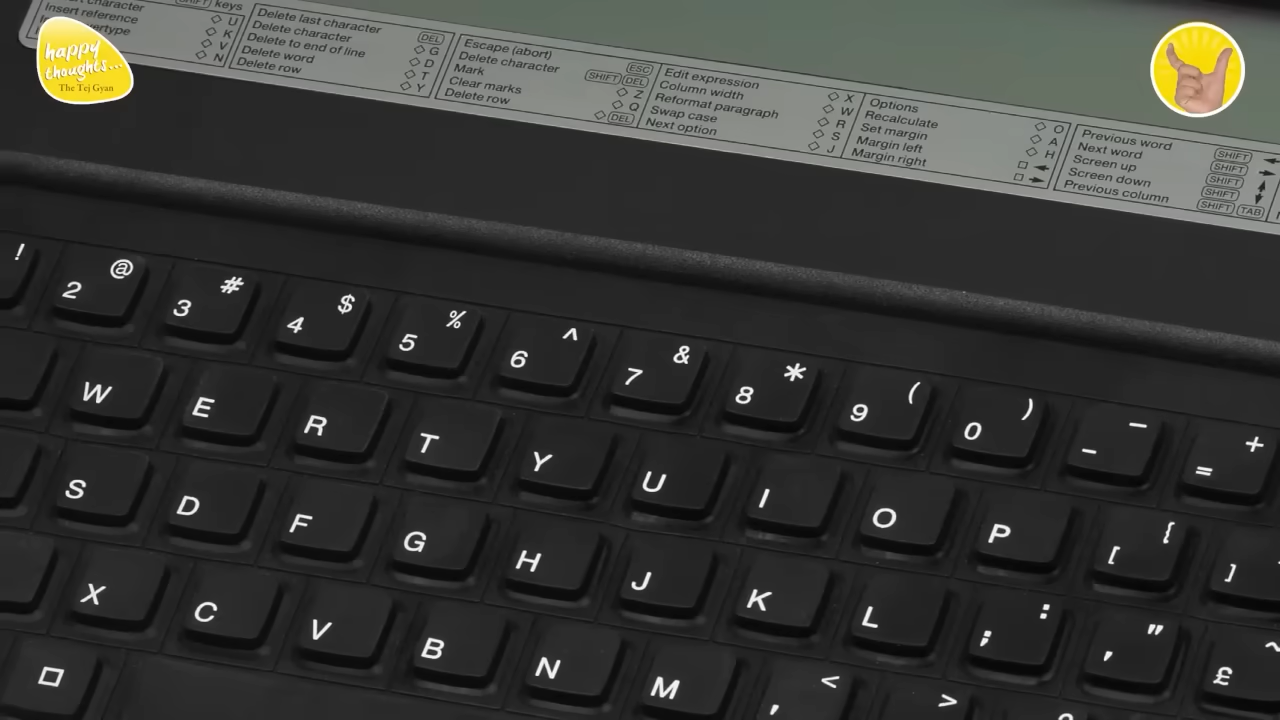 character SHIFT keys
Insert reference ◇ U
overtype ◇ K
◇ V
◇ N
Delete last character DEL
Delete character ◇ G
Delete to end of line ◇ D
Delete word ◇ T
Delete row ◇ Y
Escape (abort) ESC
Delete character SHIFT DEL
Mark ◇ Z
Clear marks ◇ Q
Delete row ◇ DEL
Edit expression ◇ X
Column width ◇ W
Reformat paragraph ◇ R
Swap case ◇ S
Next option ◇ J
Options ◇ O
Recalculate ◇ A
Set margin ◇ H
Margin left □ ←
Margin right □ →
Previous word SHIFT ←
Next word SHIFT →
Screen up SHIFT ↑
Screen down SHIFT ↓
Previous column SHIFT TAB
happy
thoughts...
The Tej Gyan
! 2 @ 3 # 4 $ 5 % 6 ^ 7 & 8 * 9 ( 0 ) - _ = +
W E R T Y U I O P [ { ]
S D F G H J K L ; : ' " £ ~
X C V B N M , < >
□